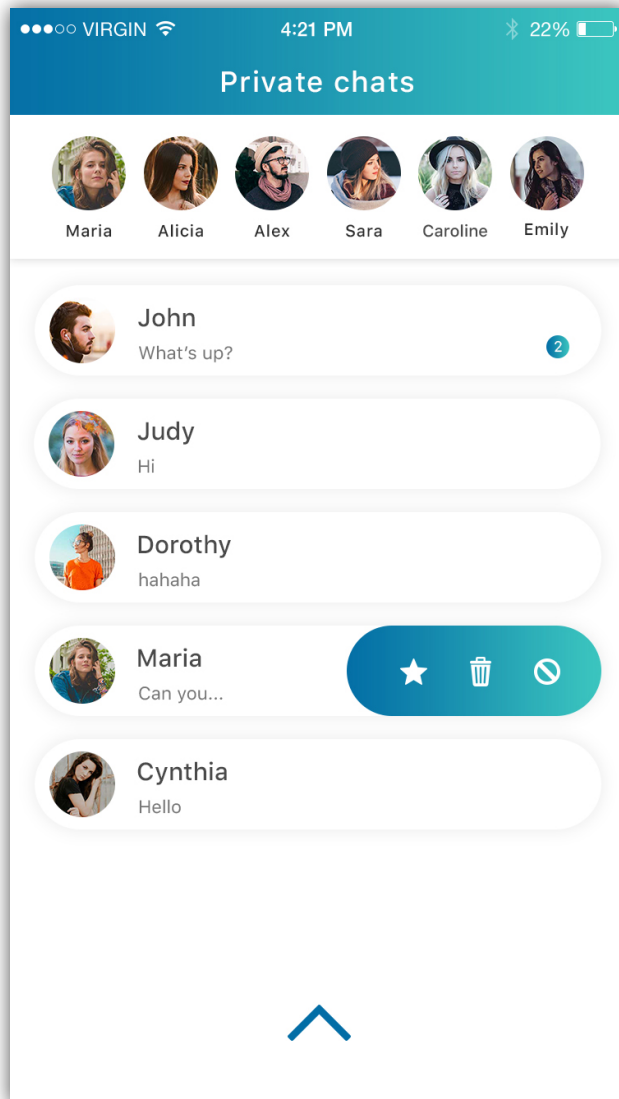 VIRGIN 4:21 PM 22%
Private chats
Maria Alicia Alex Sara Caroline Emily
John
What's up?
2
Judy
Hi
Dorothy
hahaha
Maria
Can you...
Cynthia
Hello